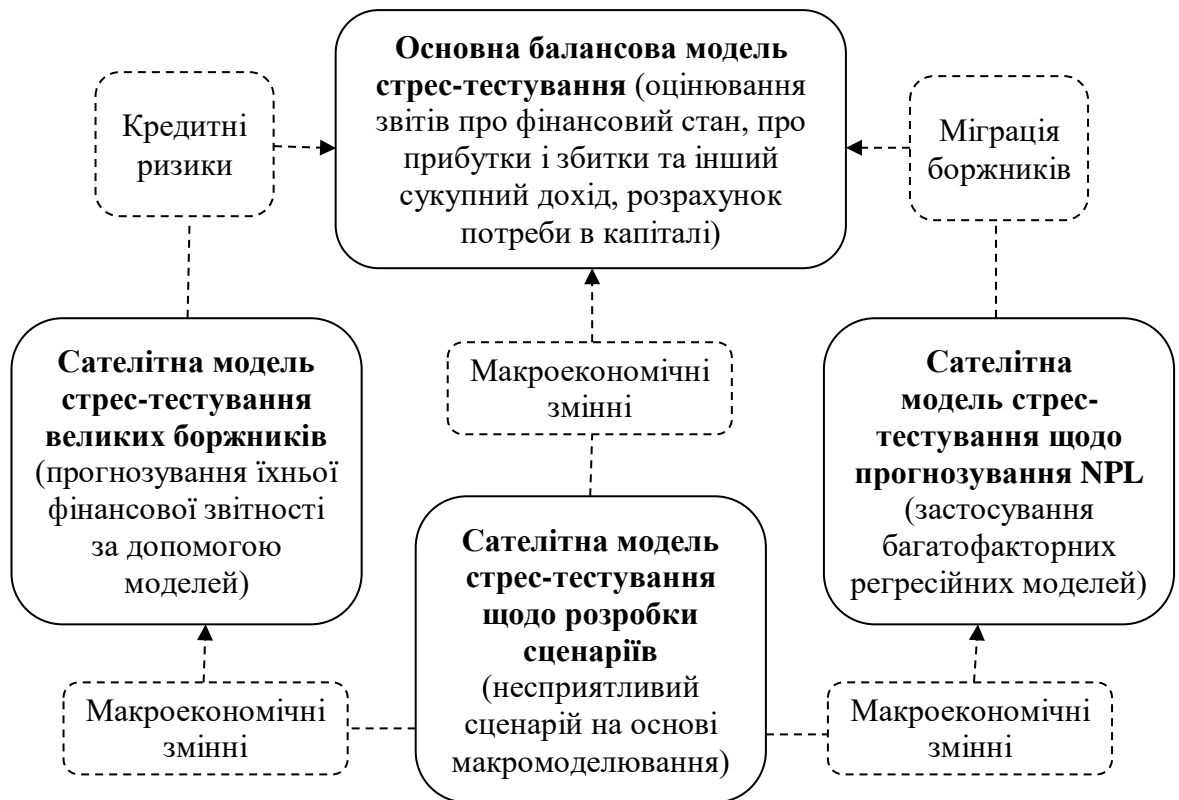 Основна балансова модель
стрес-тестування (оцінювання
звітів про фінансовий стан, про
прибутки і збитки та інший
сукупний дохід, розрахунок
потреби в капіталі)
Кредитні
ризики
Міграція
боржників
Сателітна модель
стрес-тестування
великих боржників
(прогнозування їхньої
фінансової звітності
за допомогою
моделей)
Макроекономічні
змінні
Сателітна
модель стрес-
тестування щодо
прогнозування NPL
(застосування
багатофакторних
регресійних моделей)
Сателітна модель
стрес-тестування
щодо розробки
сценаріїв
(несприятливий
сценарій на основі
макромоделювання)
Макроекономічні
змінні
Макроекономічні
змінні